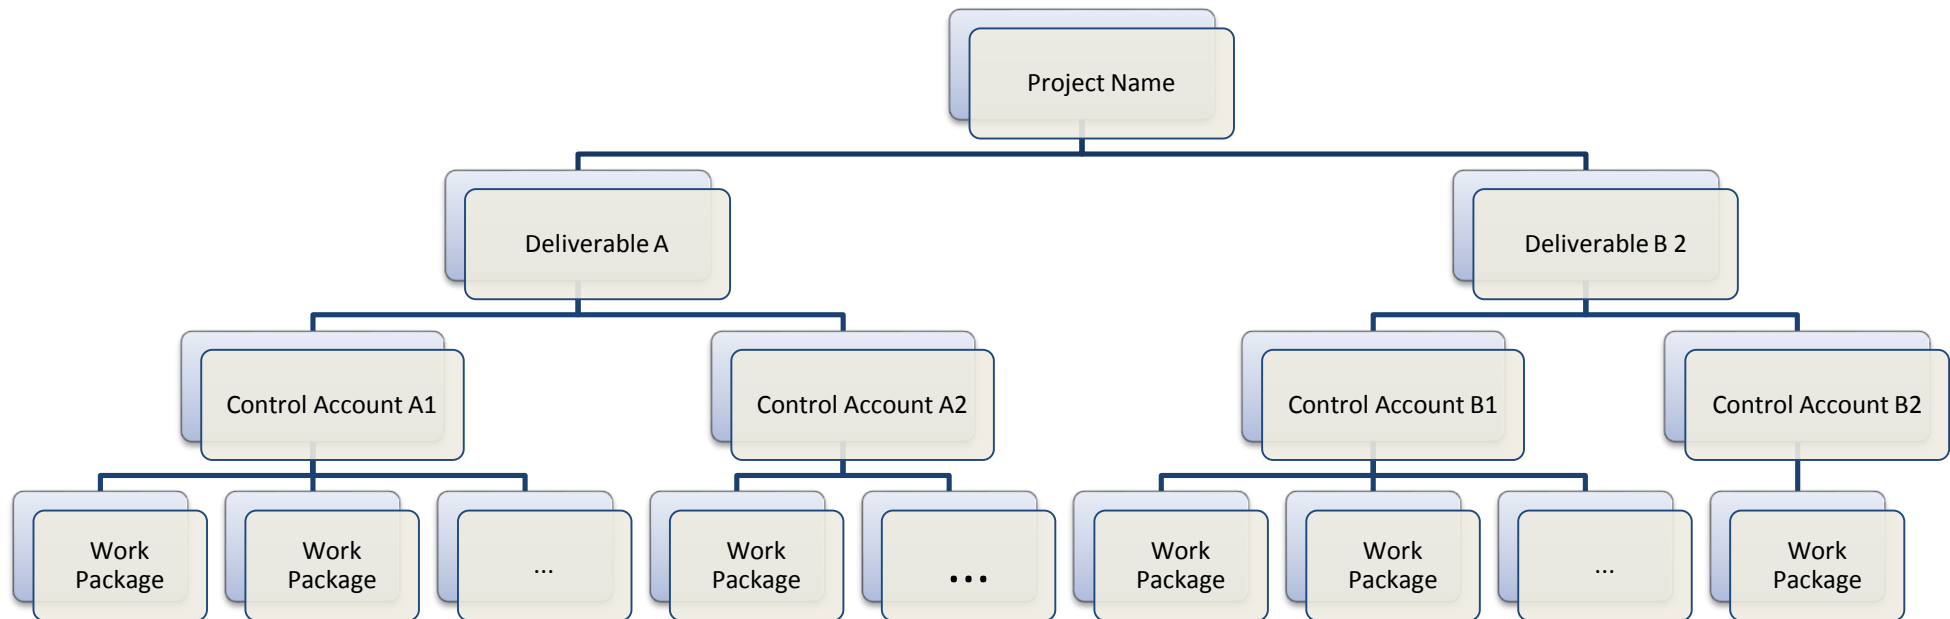 Project Name
Deliverable A
Deliverable B 2
Control Account A1
Control Account A2
Control Account B1
Control Account B2
Work
Package
Work
Package
...
Work
Package
...
Work
Package
Work
Package
...
Work
Package